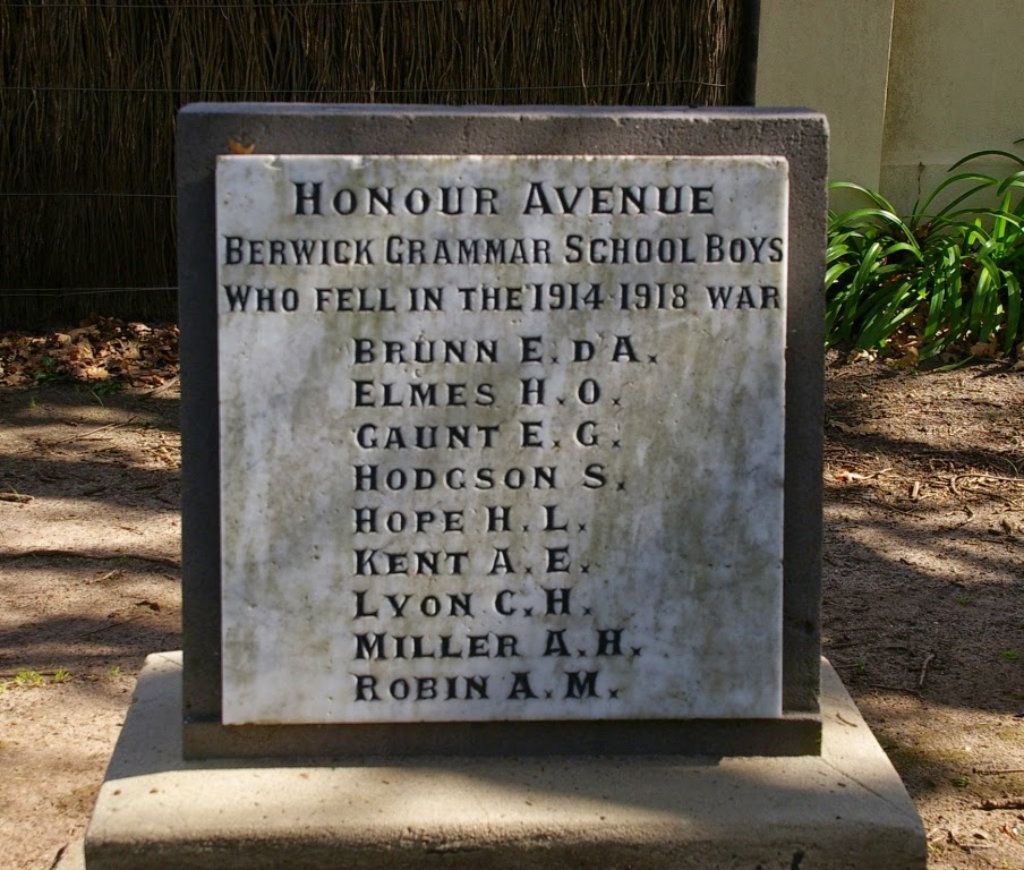 HONOUR AVENUE
BERWICK GRAMMAR SCHOOL BOYS
WHO FELL IN THE 1914-1918 WAR
BRUNN E. D A.
ELMES H. O.
GAUNT E. G.
HODGSON S.
HOPE H. L.
KENT A. E.
LYON C. H.
MILLER A. H.
ROBIN A. M.